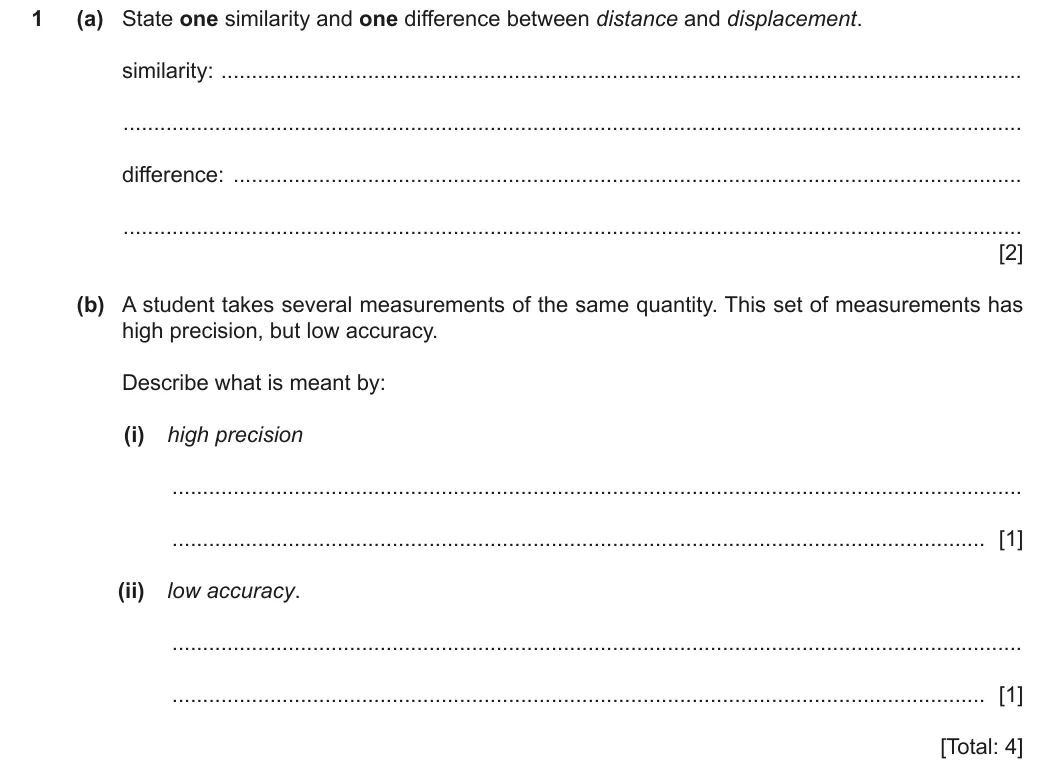 1 (a) State one similarity and one difference between distance and displacement.
similarity: ....................................................................................................................................
....................................................................................................................................................
difference: ..................................................................................................................................
....................................................................................................................................................
[2]
(b) A student takes several measurements of the same quantity. This set of measurements has
high precision, but low accuracy.
Describe what is meant by:
(i) high precision
............................................................................................................................................
...................................................................................................................................... [1]
(ii) low accuracy.
............................................................................................................................................
...................................................................................................................................... [1]
[Total: 4]